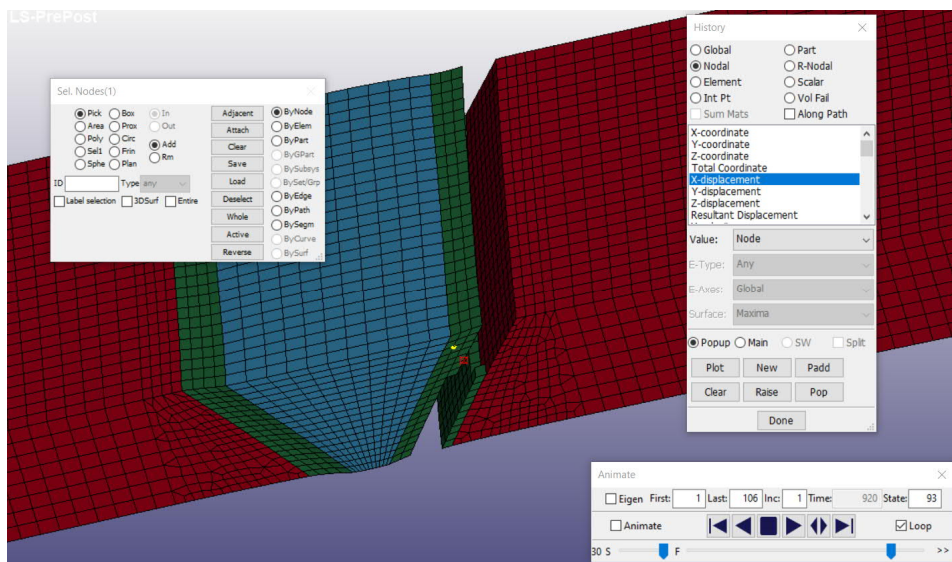 LS-PrePost
Sel. Nodes(1)
Pick Box In Adjacent ByNode
Area Prox Out Attach ByElem
Poly Circ Add Clear ByPart
Sel1 Frin Rm Save ByGPart
Sphe Plan Load BySubsys
ID Type any Deselect BySet/Grp
Label selection 3DSurf Entire Whole ByEdge
Active ByPath
Reverse BySegm
ByCurve
BySurf
History
Global Part
Nodal R-Nodal
Element Scalar
Int Pt Vol Fail
Sum Mats Along Path
X-coordinate
Y-coordinate
Z-coordinate
Total Coordinate
X-displacement
Y-displacement
Z-displacement
Resultant Displacement
Value: Node
E-Type: Any
E-Axes: Global
Surface: Maxima
Popup Main SW Split
Plot New Padd
Clear Raise Pop
Done
Animate
Eigen First: 1 Last: 106 Inc: 1 Time: 920 State: 93
Animate Loop
30 S F >>